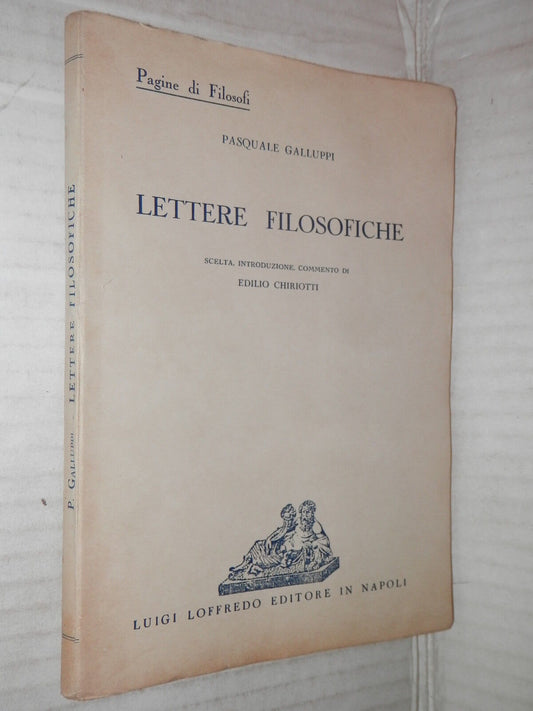 Pagine di Filosofi
PASQUALE GALLUPPI
LETTERE FILOSOFICHE
SCELTA, INTRODUZIONE, COMMENTO DI
EDILIO CHIRIOTTI
LUIGI LOFFREDO EDITORE IN NAPOLI
P. GALLUPPI - LETTERE FILOSOFICHE